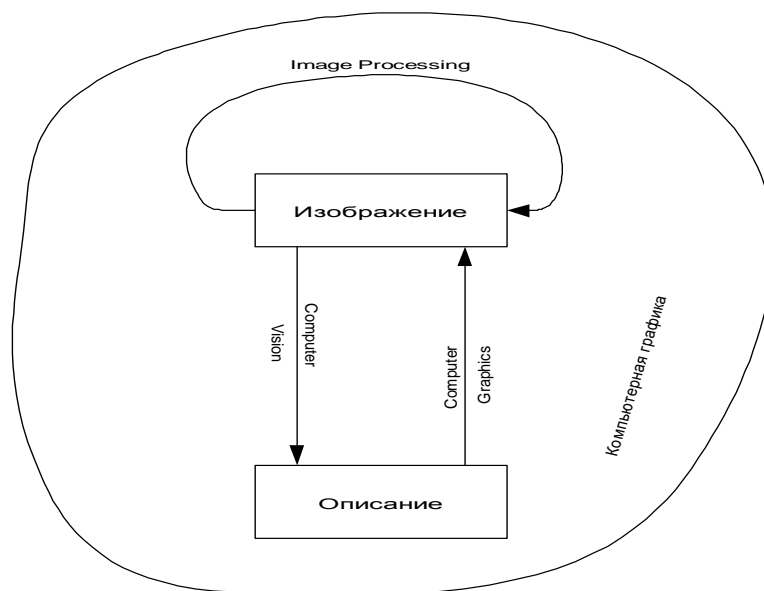 Image Processing
Изображение
Computer
Vision
Computer
Graphics
Компьютерная графика
Описание